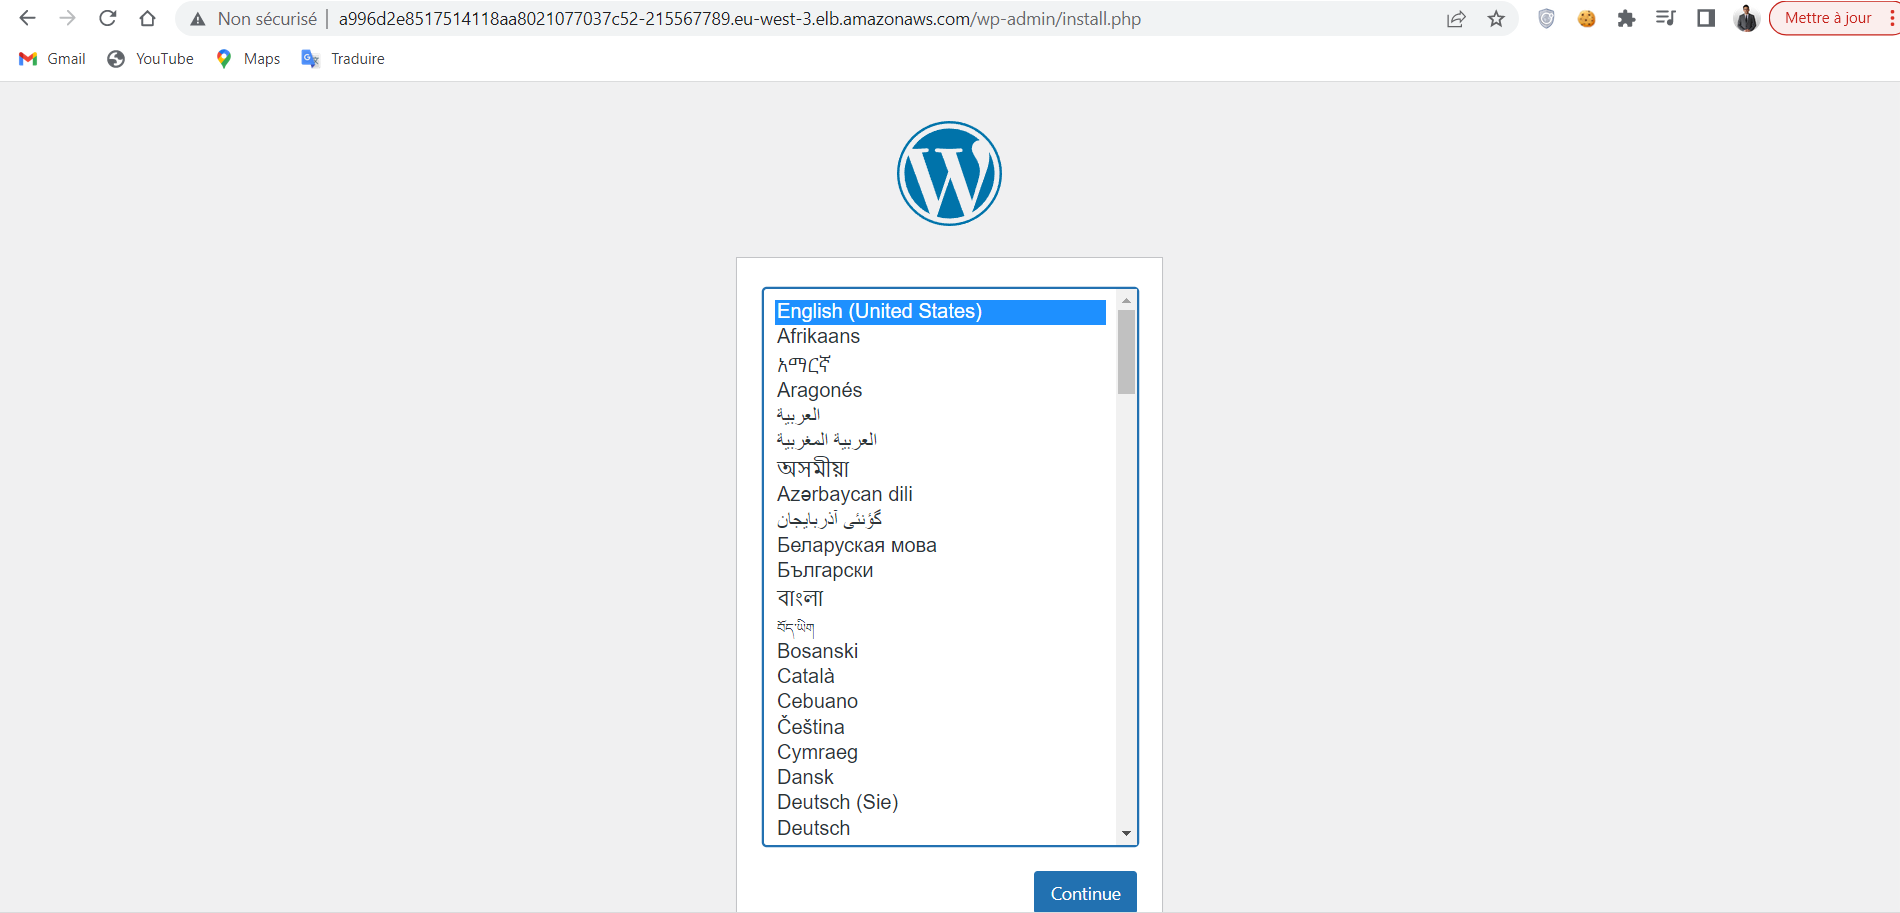 Non sécurisé | a996d2e8517514118aa8021077037c52-215567789.eu-west-3.elb.amazonaws.com/wp-admin/install.php
Mettre à jour
Gmail YouTube Maps Traduire
English (United States)
Afrikaans
አማርኛ
Aragonés
العربية
العربية المغربية
অসমীয়া
Azərbaycan dili
گؤنئی آذربایجان
Беларуская мова
Български
বাংলা
བོད་ཡིག
Bosanski
Català
Cebuano
Čeština
Cymraeg
Dansk
Deutsch (Sie)
Deutsch
Continue